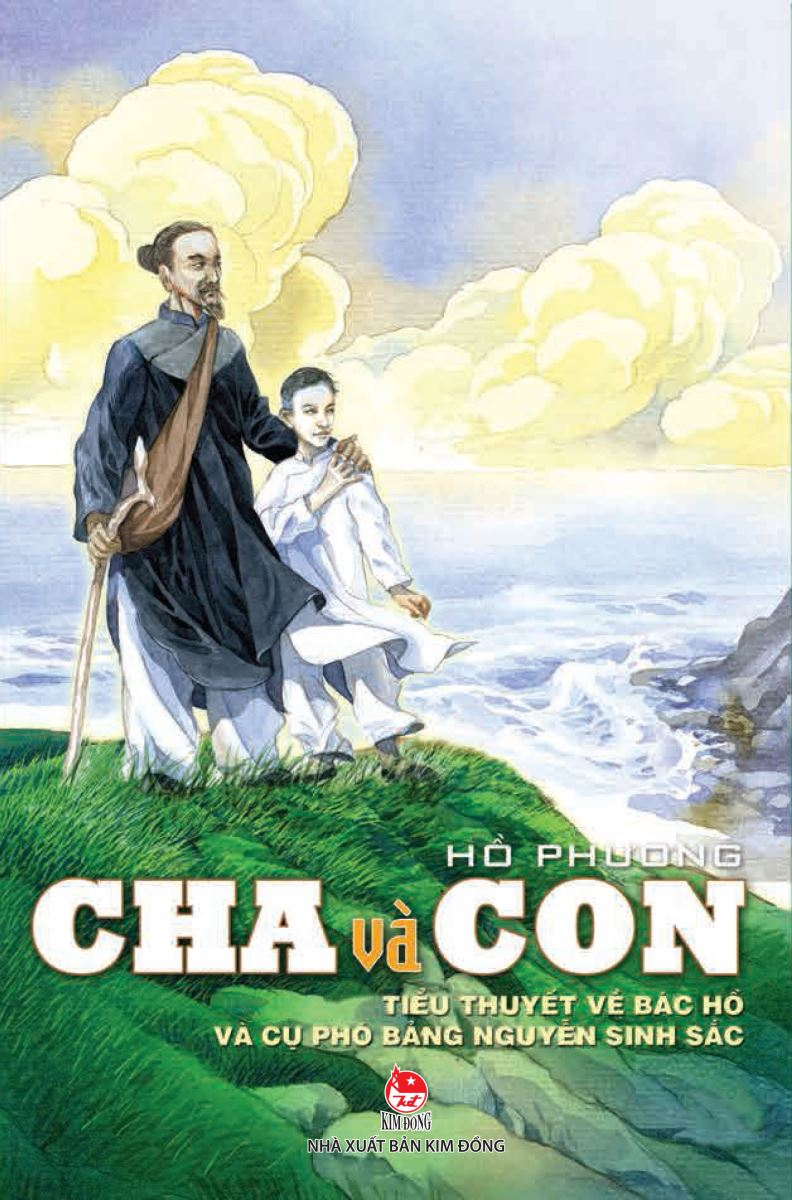 HỒ PHƯƠNG
CHA và CON
TIỂU THUYẾT VỀ BÁC HỒ
VÀ CỤ PHÓ BẢNG NGUYỄN SINH SẮC
KIM ĐỒNG
NHÀ XUẤT BẢN KIM ĐỒNG